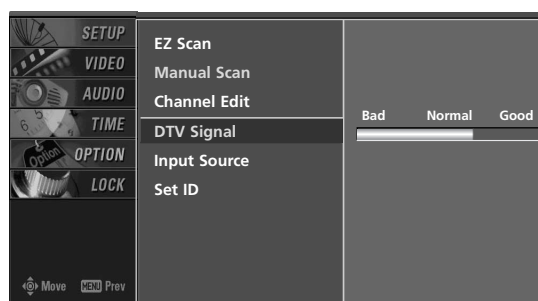 SETUP
VIDEO
AUDIO
TIME
OPTION
LOCK
Move MENU Prev
EZ Scan
Manual Scan
Channel Edit
DTV Signal
Input Source
Set ID
Bad Normal Good
Option